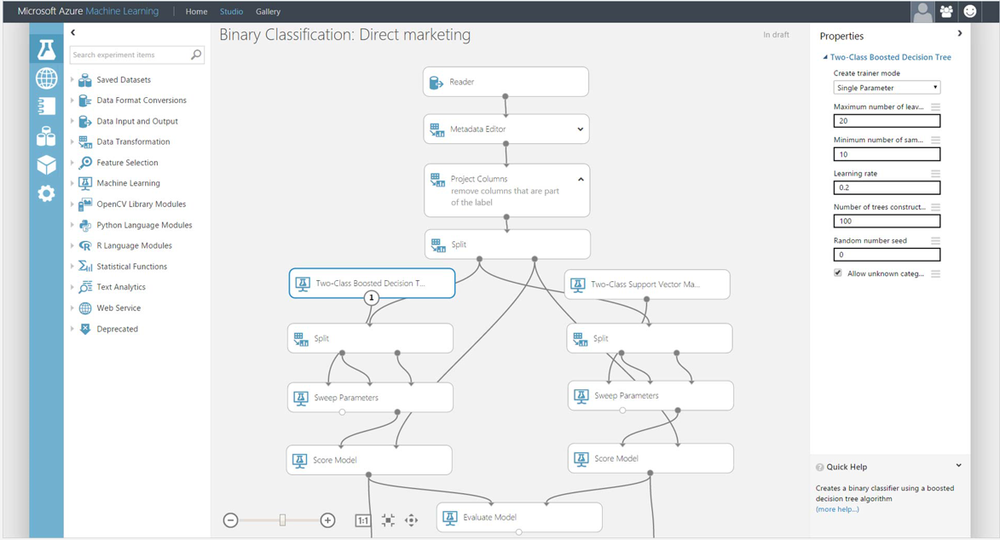 Microsoft Azure Machine Learning
Home
Studio
Gallery
Search experiment items
Saved Datasets
Data Format Conversions
Data Input and Output
Data Transformation
Feature Selection
Machine Learning
OpenCV Library Modules
Python Language Modules
R Language Modules
Statistical Functions
Text Analytics
Web Service
Deprecated
Binary Classification: Direct marketing
In draft
Reader
Metadata Editor
Project Columns
remove columns that are part
of the label
Split
Two-Class Boosted Decision T...
Two-Class Support Vector Ma...
1
Split
Split
Sweep Parameters
Sweep Parameters
Score Model
Score Model
Evaluate Model
1:1
Properties
Two-Class Boosted Decision Tree
Create trainer mode
Single Parameter
Maximum number of leav...
20
Minimum number of sam...
10
Learning rate
0.2
Number of trees construct...
100
Random number seed
0
Allow unknown categ...
Quick Help
Creates a binary classifier using a boosted
decision tree algorithm
(more help...)